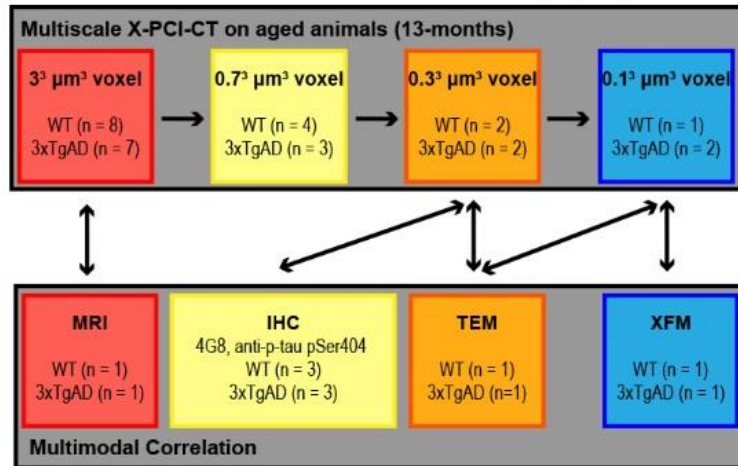 Multiscale X-PCI-CT on aged animals (13-months)
3³ µm³ voxel
WT (n = 8)
3xTgAD (n = 7)
0.7³ µm³ voxel
WT (n = 4)
3xTgAD (n = 3)
0.3³ µm³ voxel
WT (n = 2)
3xTgAD (n = 2)
0.1³ µm³ voxel
WT (n = 1)
3xTgAD (n = 2)
MRI
WT (n = 1)
3xTgAD (n = 1)
IHC
4G8, anti-p-tau pSer404
WT (n = 3)
3xTgAD (n = 3)
TEM
WT (n = 1)
3xTgAD (n=1)
XFM
WT (n = 1)
3xTgAD (n = 1)
Multimodal Correlation